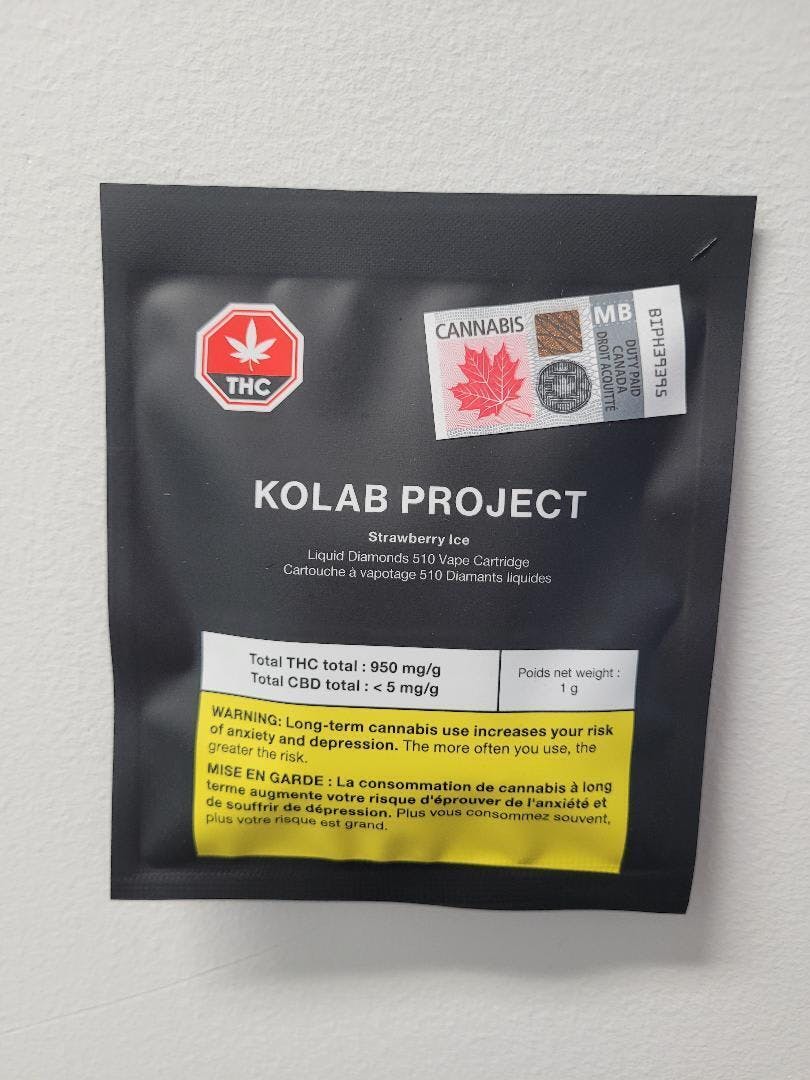 THC
CANNABIS
MB
DUTY PAID
CANADA
DROIT ACQUITTÉ
BIPH39395
KOLAB PROJECT
Strawberry Ice
Liquid Diamonds 510 Vape Cartridge
Cartouche à vapotage 510 Diamants liquides
Total THC total : 950 mg/g
Total CBD total : < 5 mg/g
Poids net weight :
1 g
WARNING: Long-term cannabis use increases your risk
of anxiety and depression. The more often you use, the
greater the risk.
MISE EN GARDE : La consommation de cannabis à long
terme augmente votre risque d'éprouver de l'anxiété et
de souffrir de dépression. Plus vous consommez souvent,
plus votre risque est grand.